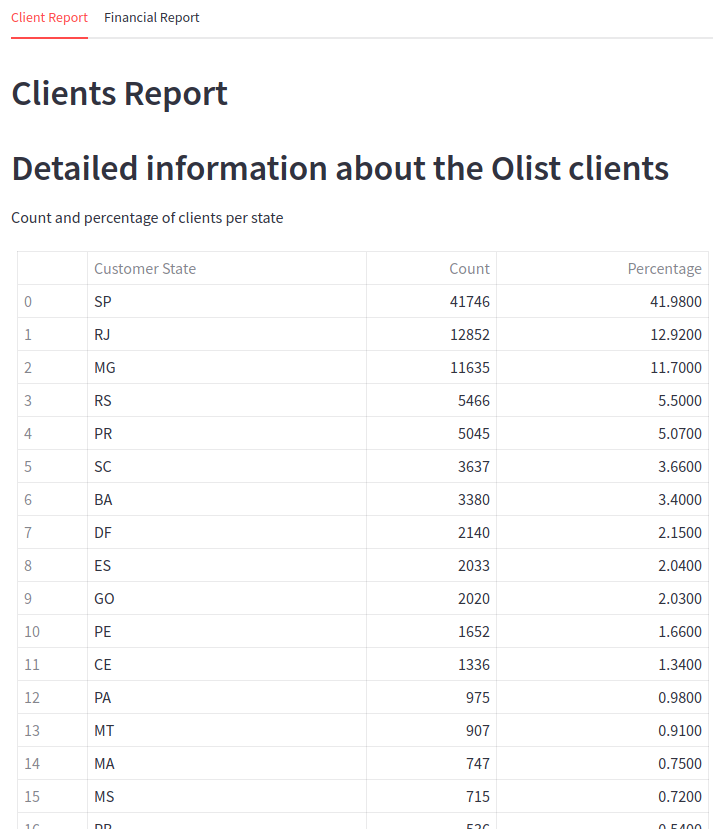 Client Report Financial Report
Clients Report
Detailed information about the Olist clients
Count and percentage of clients per state
Customer State Count Percentage
0 SP 41746 41.9800
1 RJ 12852 12.9200
2 MG 11635 11.7000
3 RS 5466 5.5000
4 PR 5045 5.0700
5 SC 3637 3.6600
6 BA 3380 3.4000
7 DF 2140 2.1500
8 ES 2033 2.0400
9 GO 2020 2.0300
10 PE 1652 1.6600
11 CE 1336 1.3400
12 PA 975 0.9800
13 MT 907 0.9100
14 MA 747 0.7500
15 MS 715 0.7200